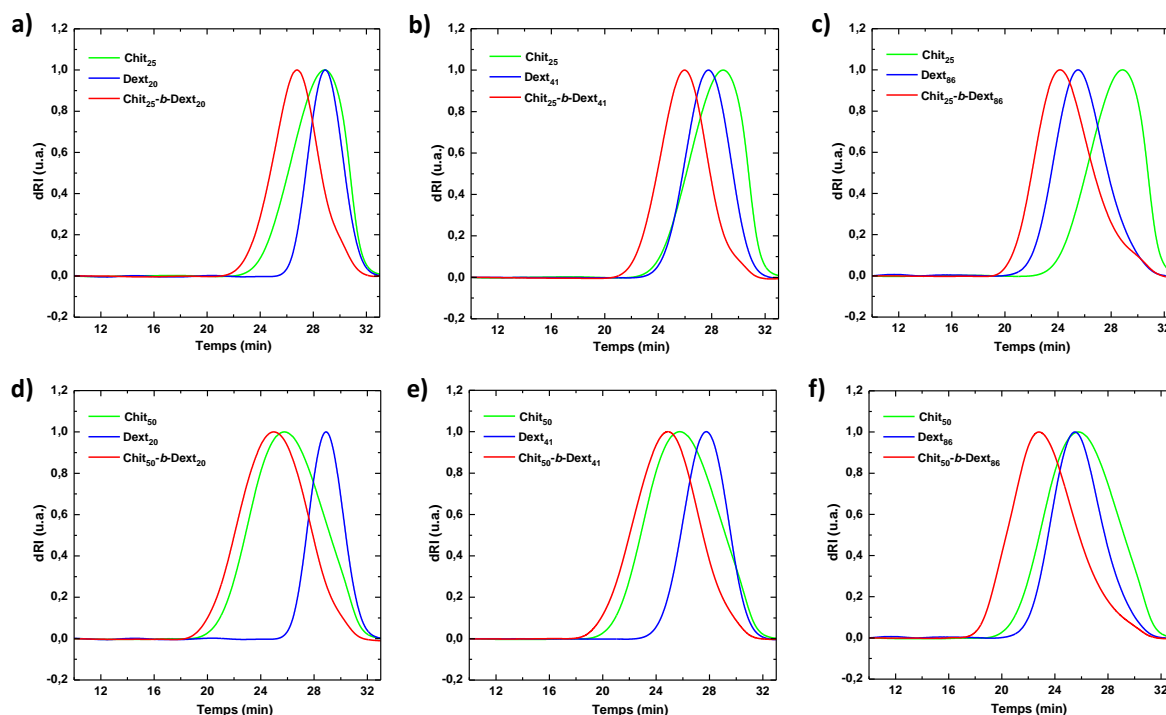 a)
1,2
1,0
0,8
0,6
0,4
0,2
0,0
-0,2
dRI (u.a.)
Chit25
Dext20
Chit25-b-Dext20
12 16 20 24 28 32
Temps (min)
b)
1,2
1,0
0,8
0,6
0,4
0,2
0,0
-0,2
dRI (u.a.)
Chit25
Dext41
Chit25-b-Dext41
12 16 20 24 28 32
Temps (min)
c)
1,2
1,0
0,8
0,6
0,4
0,2
0,0
-0,2
dRI (u.a.)
Chit25
Dext86
Chit25-b-Dext86
12 16 20 24 28 32
Temps (min)
d)
1,2
1,0
0,8
0,6
0,4
0,2
0,0
-0,2
dRI (u.a.)
Chit50
Dext20
Chit50-b-Dext20
12 16 20 24 28 32
Temps (min)
e)
1,2
1,0
0,8
0,6
0,4
0,2
0,0
-0,2
dRI (u.a.)
Chit50
Dext41
Chit50-b-Dext41
12 16 20 24 28 32
Temps (min)
f)
1,2
1,0
0,8
0,6
0,4
0,2
0,0
-0,2
dRI (u.a.)
Chit50
Dext86
Chit50-b-Dext86
12 16 20 24 28 32
Temps (min)